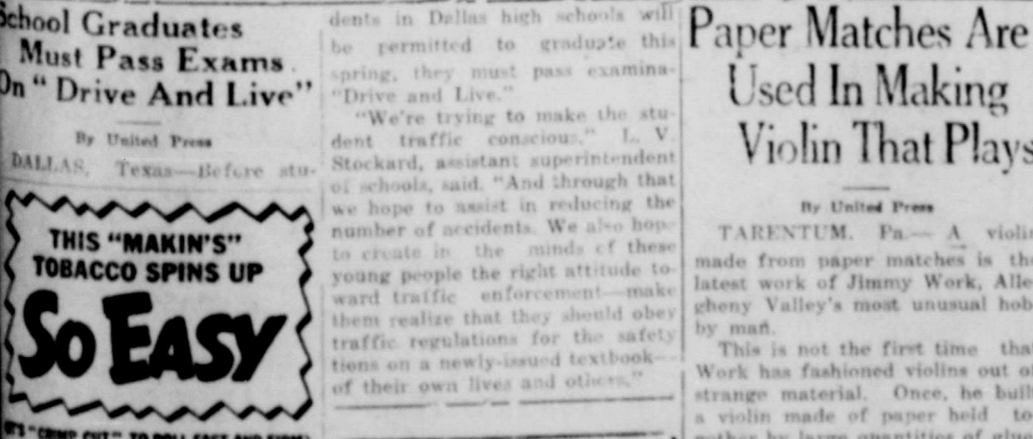 School Graduates
Must Pass Exams
On "Drive And Live"
By United Press
DALLAS, Texas—Before stu-
THIS "MAKIN'S"
TOBACCO SPINS UP
SO EASY
dents in Dallas high schools will
be permitted to graduate this
spring, they must pass examina-
"Drive and Live."
"We're trying to make the stu-
dent traffic conscious," L. V.
Stockard, assistant superintendent
of schools, said. "And through that
we hope to assist in reducing the
number of accidents. We also hope
to create in the minds of these
young people the right attitude to-
ward traffic enforcement—make
them realize that they should obey
traffic regulations for the safety
tions on a newly-issued textbook—
of their own lives and others."
Paper Matches Are
Used In Making
Violin That Plays
By United Press
TARENTUM. Pa.— A violin
made from paper matches is the
latest work of Jimmy Work, Alle-
gheny Valley's most unusual hob-
by man.
This is not the first time that
Work has fashioned violins out of
strange material. Once, he built
a violin made of paper held to-
gether by large quantities of glue